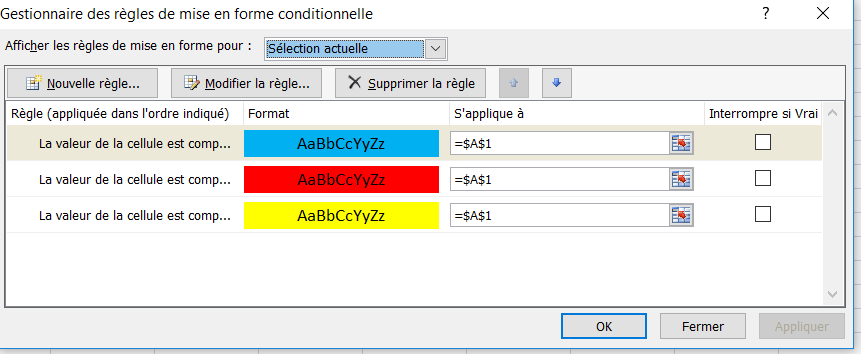 Gestionnaire des règles de mise en forme conditionnelle ? ×
Afficher les règles de mise en forme pour : Sélection actuelle
Nouvelle règle... Modifier la règle... Supprimer la règle
Règle (appliquée dans l'ordre indiqué) Format S'applique à Interrompre si Vrai
La valeur de la cellule est comp... AaBbCcYyZz =$A$1
La valeur de la cellule est comp... AaBbCcYyZz =$A$1
La valeur de la cellule est comp... AaBbCcYyZz =$A$1
OK Fermer Appliquer